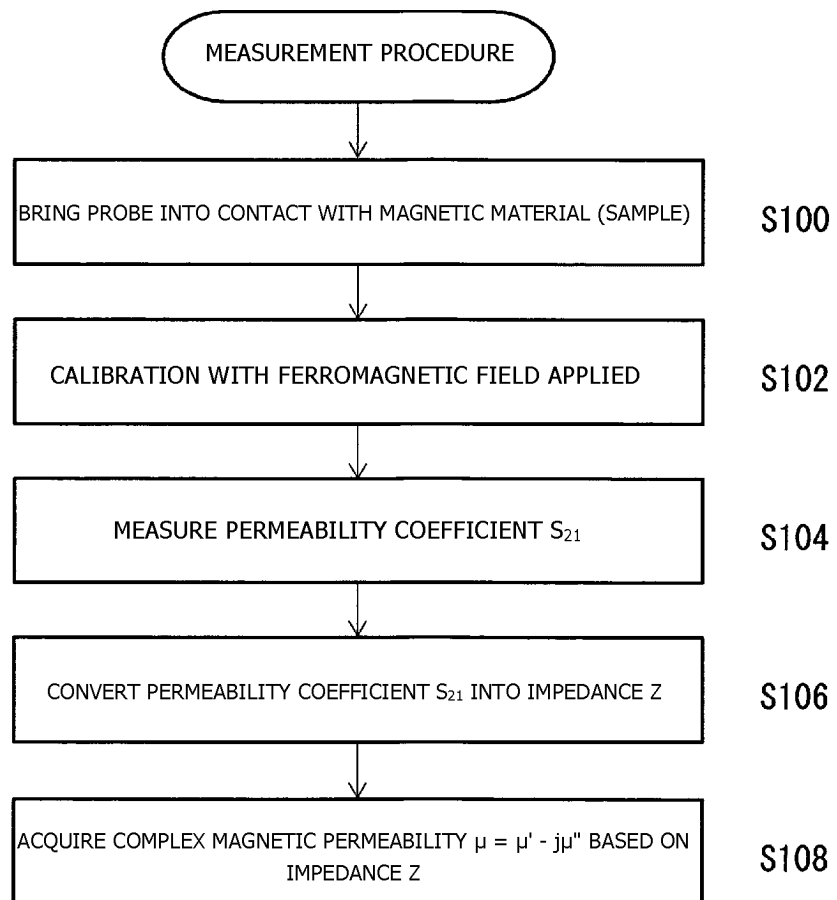 MEASUREMENT PROCEDURE
BRING PROBE INTO CONTACT WITH MAGNETIC MATERIAL (SAMPLE)
S100
CALIBRATION WITH FERROMAGNETIC FIELD APPLIED
S102
MEASURE PERMEABILITY COEFFICIENT S₂₁
S104
CONVERT PERMEABILITY COEFFICIENT S₂₁ INTO IMPEDANCE Z
S106
ACQUIRE COMPLEX MAGNETIC PERMEABILITY μ = μ' - jμ" BASED ON
IMPEDANCE Z
S108